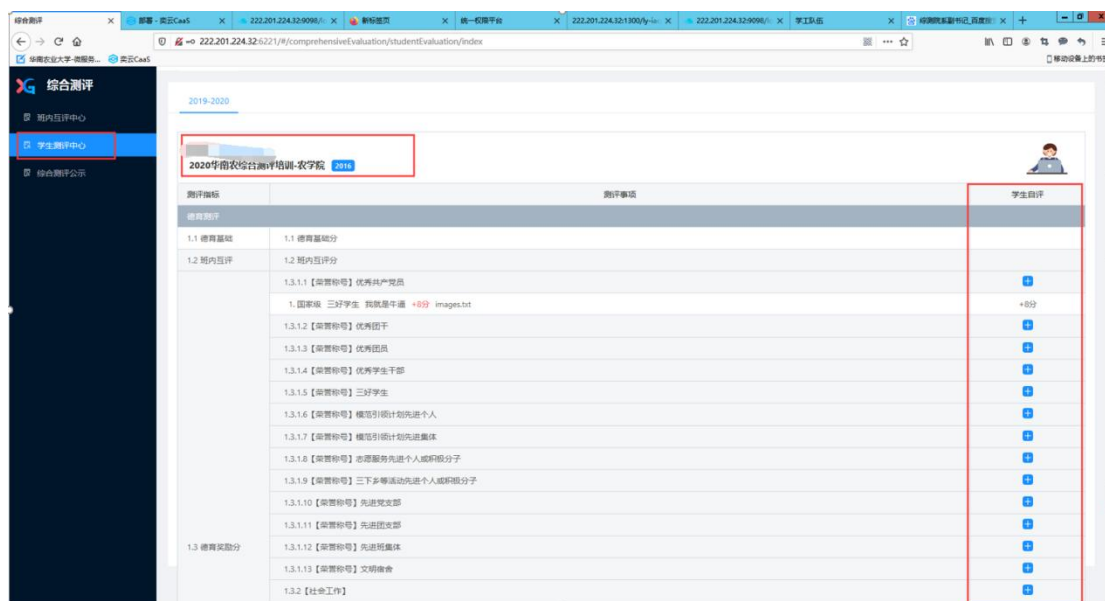 综合测评
部署 - 奕云CaaS
222.201.224.32:9098/
新标签页
统一权限平台
222.201.224.32:1300/ly-
222.201.224.32:9098/
学工队伍
222.201.224.32:6221/#/comprehensiveEvaluation/studentEvaluation/index
华南农业大学-微服务...
奕云CaaS
移动设备上的书签
综合测评
班内互评中心
学生测评中心
综合测评公示
2019-2020
2020华南农综合测评培训-农学院 2016
测评指标 测评事项 学生自评
德育测评
1.1 德育基础 1.1 德育基础分
1.2 班内互评 1.2 班内互评分
1.3.1.1【荣誉称号】优秀共产党员
1. 国家级 三好学生 我就是牛逼 +8分 images.txt +8分
1.3.1.2【荣誉称号】优秀团干
1.3.1.3【荣誉称号】优秀团员
1.3.1.4【荣誉称号】优秀学生干部
1.3.1.5【荣誉称号】三好学生
1.3.1.6【荣誉称号】模范引领计划先进个人
1.3.1.7【荣誉称号】模范引领计划先进集体
1.3.1.8【荣誉称号】志愿服务先进个人或积极分子
1.3.1.9【荣誉称号】三下乡等活动先进个人或积极分子
1.3.1.10【荣誉称号】先进党支部
1.3.1.11【荣誉称号】先进团支部
1.3 德育奖励分 1.3.1.12【荣誉称号】先进班集体
1.3.1.13【荣誉称号】文明宿舍
1.3.2【社会工作】